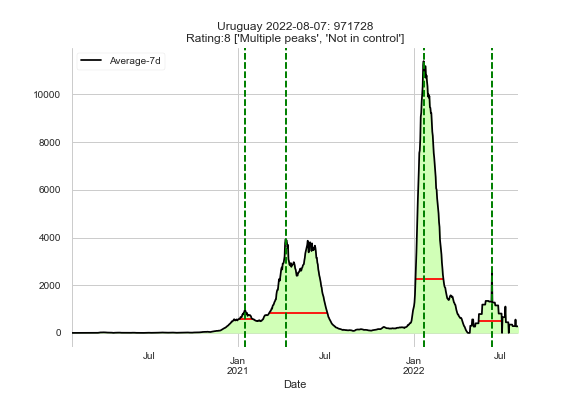 Uruguay 2022-08-07: 971728
Rating:8 ['Multiple peaks', 'Not in control']
Average-7d
10000
8000
6000
4000
2000
0
Jul
Jan
2021
Jul
Jan
2022
Jul
Date